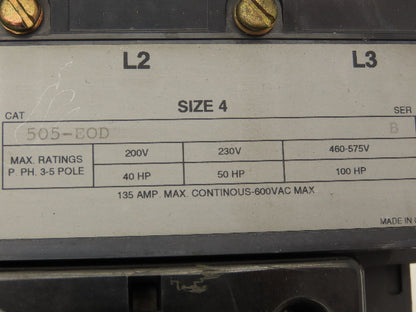 L2 L3
SIZE 4
CAT SER
505-EOD B
MAX. RATINGS 200V 230V 460-575V
P PH. 3-5 POLE 40 HP 50 HP 100 HP
135 AMP. MAX. CONTINOUS-600VAC MAX
MADE IN